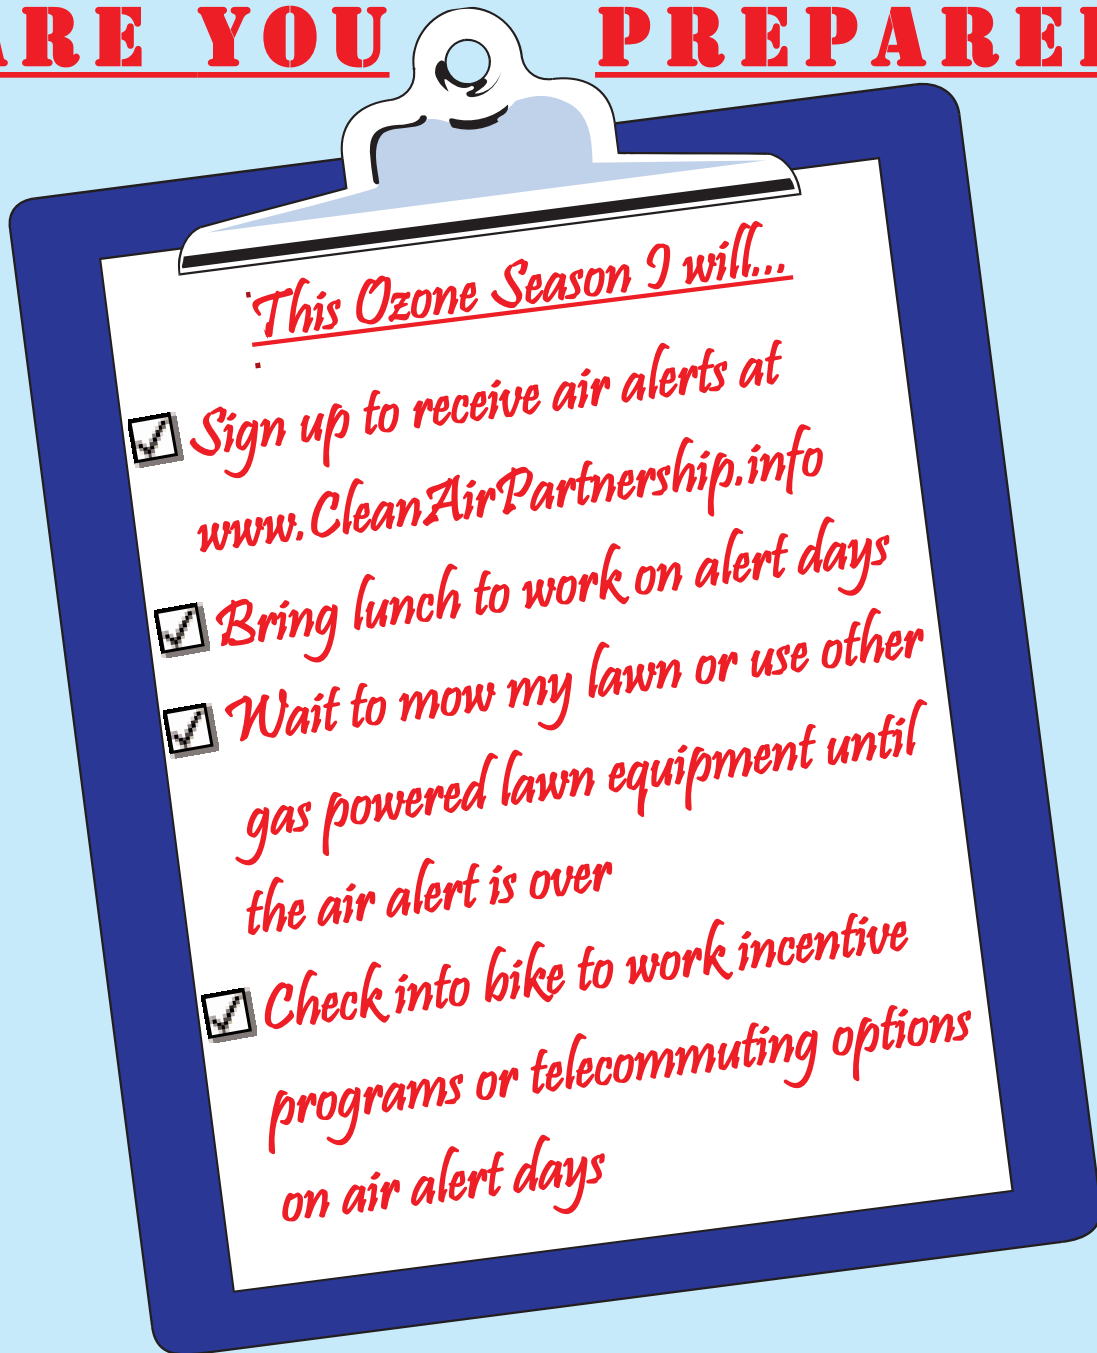 ARE YOU PREPARED
This Ozone Season I will...
Sign up to receive air alerts at
www.CleanAirPartnership.info
Bring lunch to work on alert days
Wait to mow my lawn or use other
gas powered lawn equipment until
the air alert is over
Check into bike to work incentive
programs or telecommuting options
on air alert days